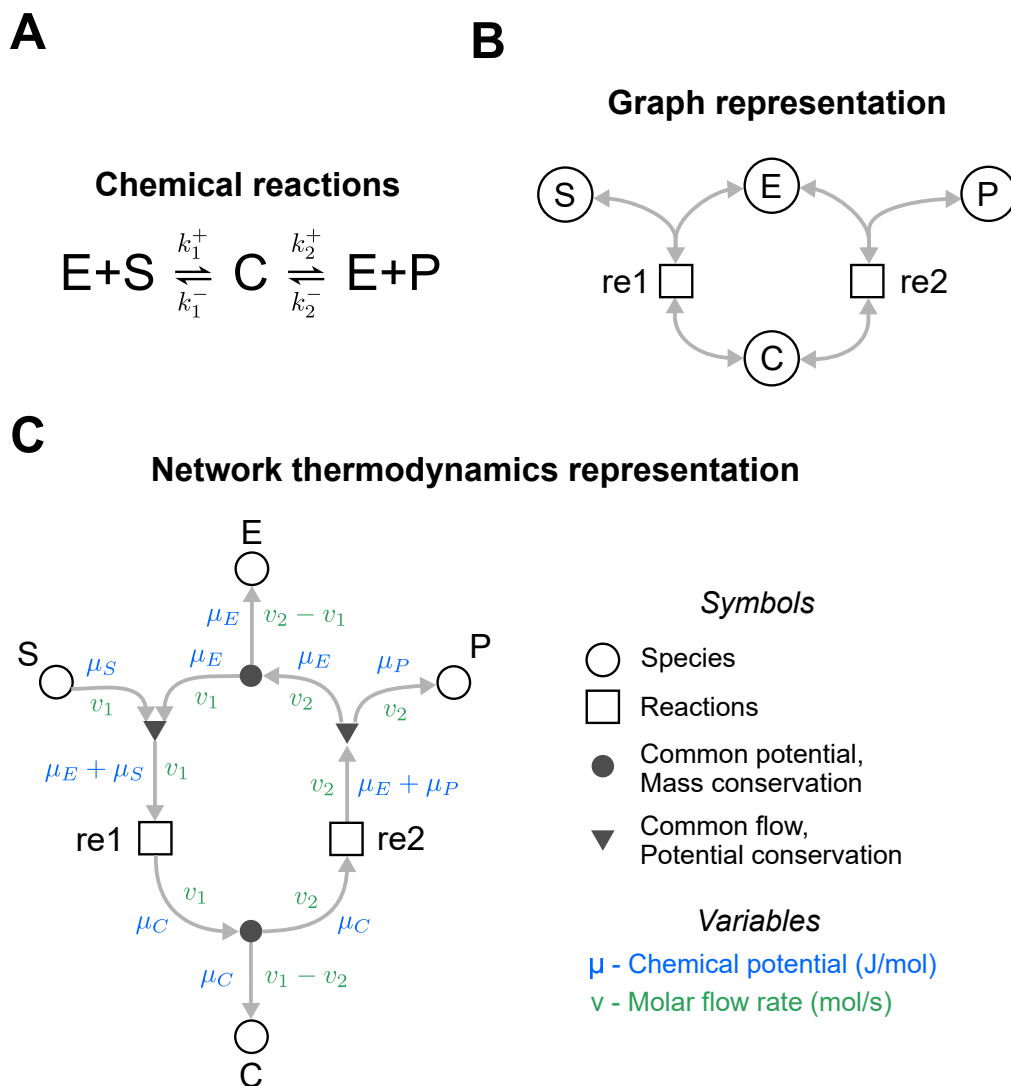 A
Chemical reactions
E+S k₁⁺ ⇌ k₁⁻ C k₂⁺ ⇌ k₂⁻ E+P
B
Graph representation
S E P
re1 re2
C
C
Network thermodynamics representation
E
μ_E v₂ − v₁
S μ_S μ_E μ_E μ_P P
v₁ v₁ v₂ v₂
μ_E + μ_S v₁ v₂ μ_E + μ_P
re1 re2
v₁ v₂
μ_C μ_C
μ_C v₁ − v₂
C
Symbols
Species
Reactions
Common potential,
Mass conservation
Common flow,
Potential conservation
Variables
μ - Chemical potential (J/mol)
v - Molar flow rate (mol/s)